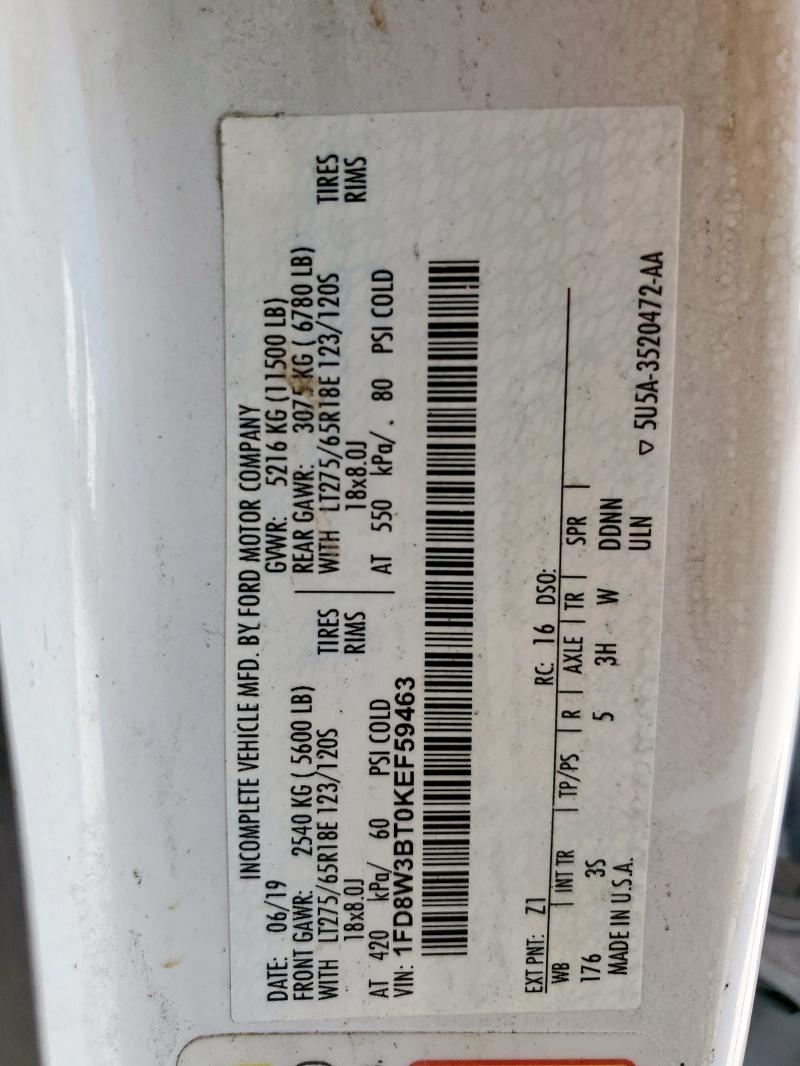 INCOMPLETE VEHICLE MFD. BY FORD MOTOR COMPANY
DATE: 06/19 GVWR: 5216 KG (11500 LB)
FRONT GAWR: 2540 KG ( 5600 LB) REAR GAWR: 3075 KG ( 6780 LB)
WITH LT275/65R18E 123/120S TIRES WITH LT275/65R18E 123/120S TIRES
18x8.0J RIMS 18x8.0J RIMS
AT 420 kPa/ 60 PSI COLD AT 550 kPa/. 80 PSI COLD
VIN: 1FD8W3BT0KEF59463
EXT PNT: Z1 RC: 16 DSO:
WB | INT TR | TP/PS | R | AXLE | TR | SPR |
176 3S 5 3H W DDNN
MADE IN U.S.A. ULN
▽ 5U5A-3520472-AA